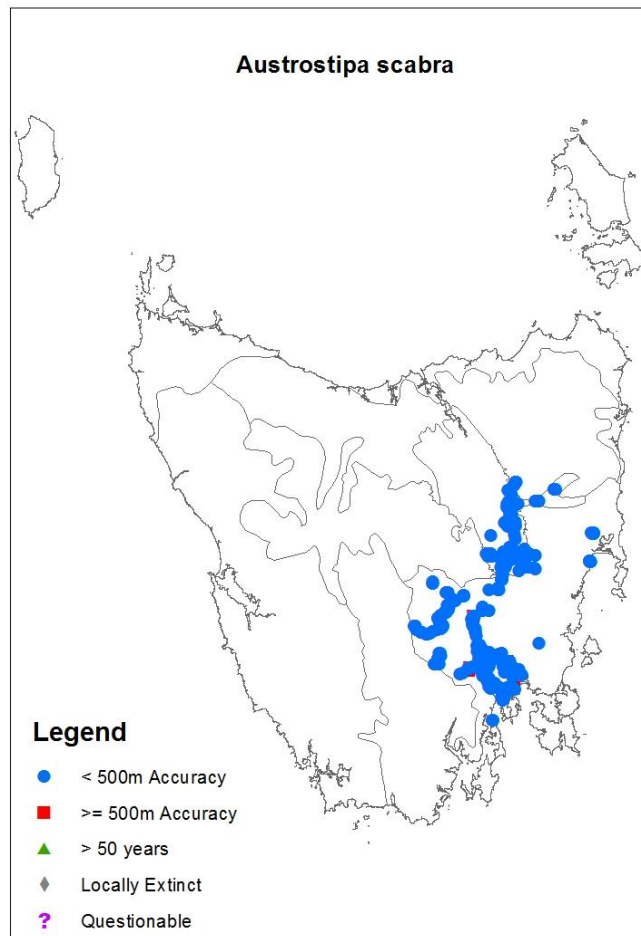 Austrostipa scabra
Legend
< 500m Accuracy
>= 500m Accuracy
> 50 years
Locally Extinct
? Questionable